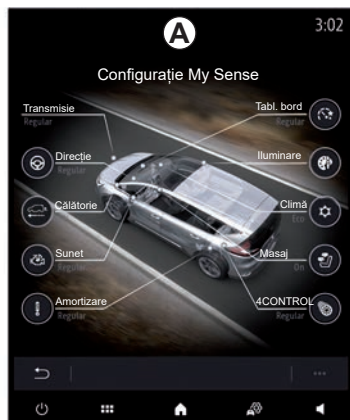 A
3:02
Configurație My Sense
Transmisie
Regular
Tabl. bord
Regular
Direcție
Regular
Iluminare
Călătorie
Climă
Eco
Sunet
Regular
Masaj
On
Amortizare
Regular
4CONTROL
Regular